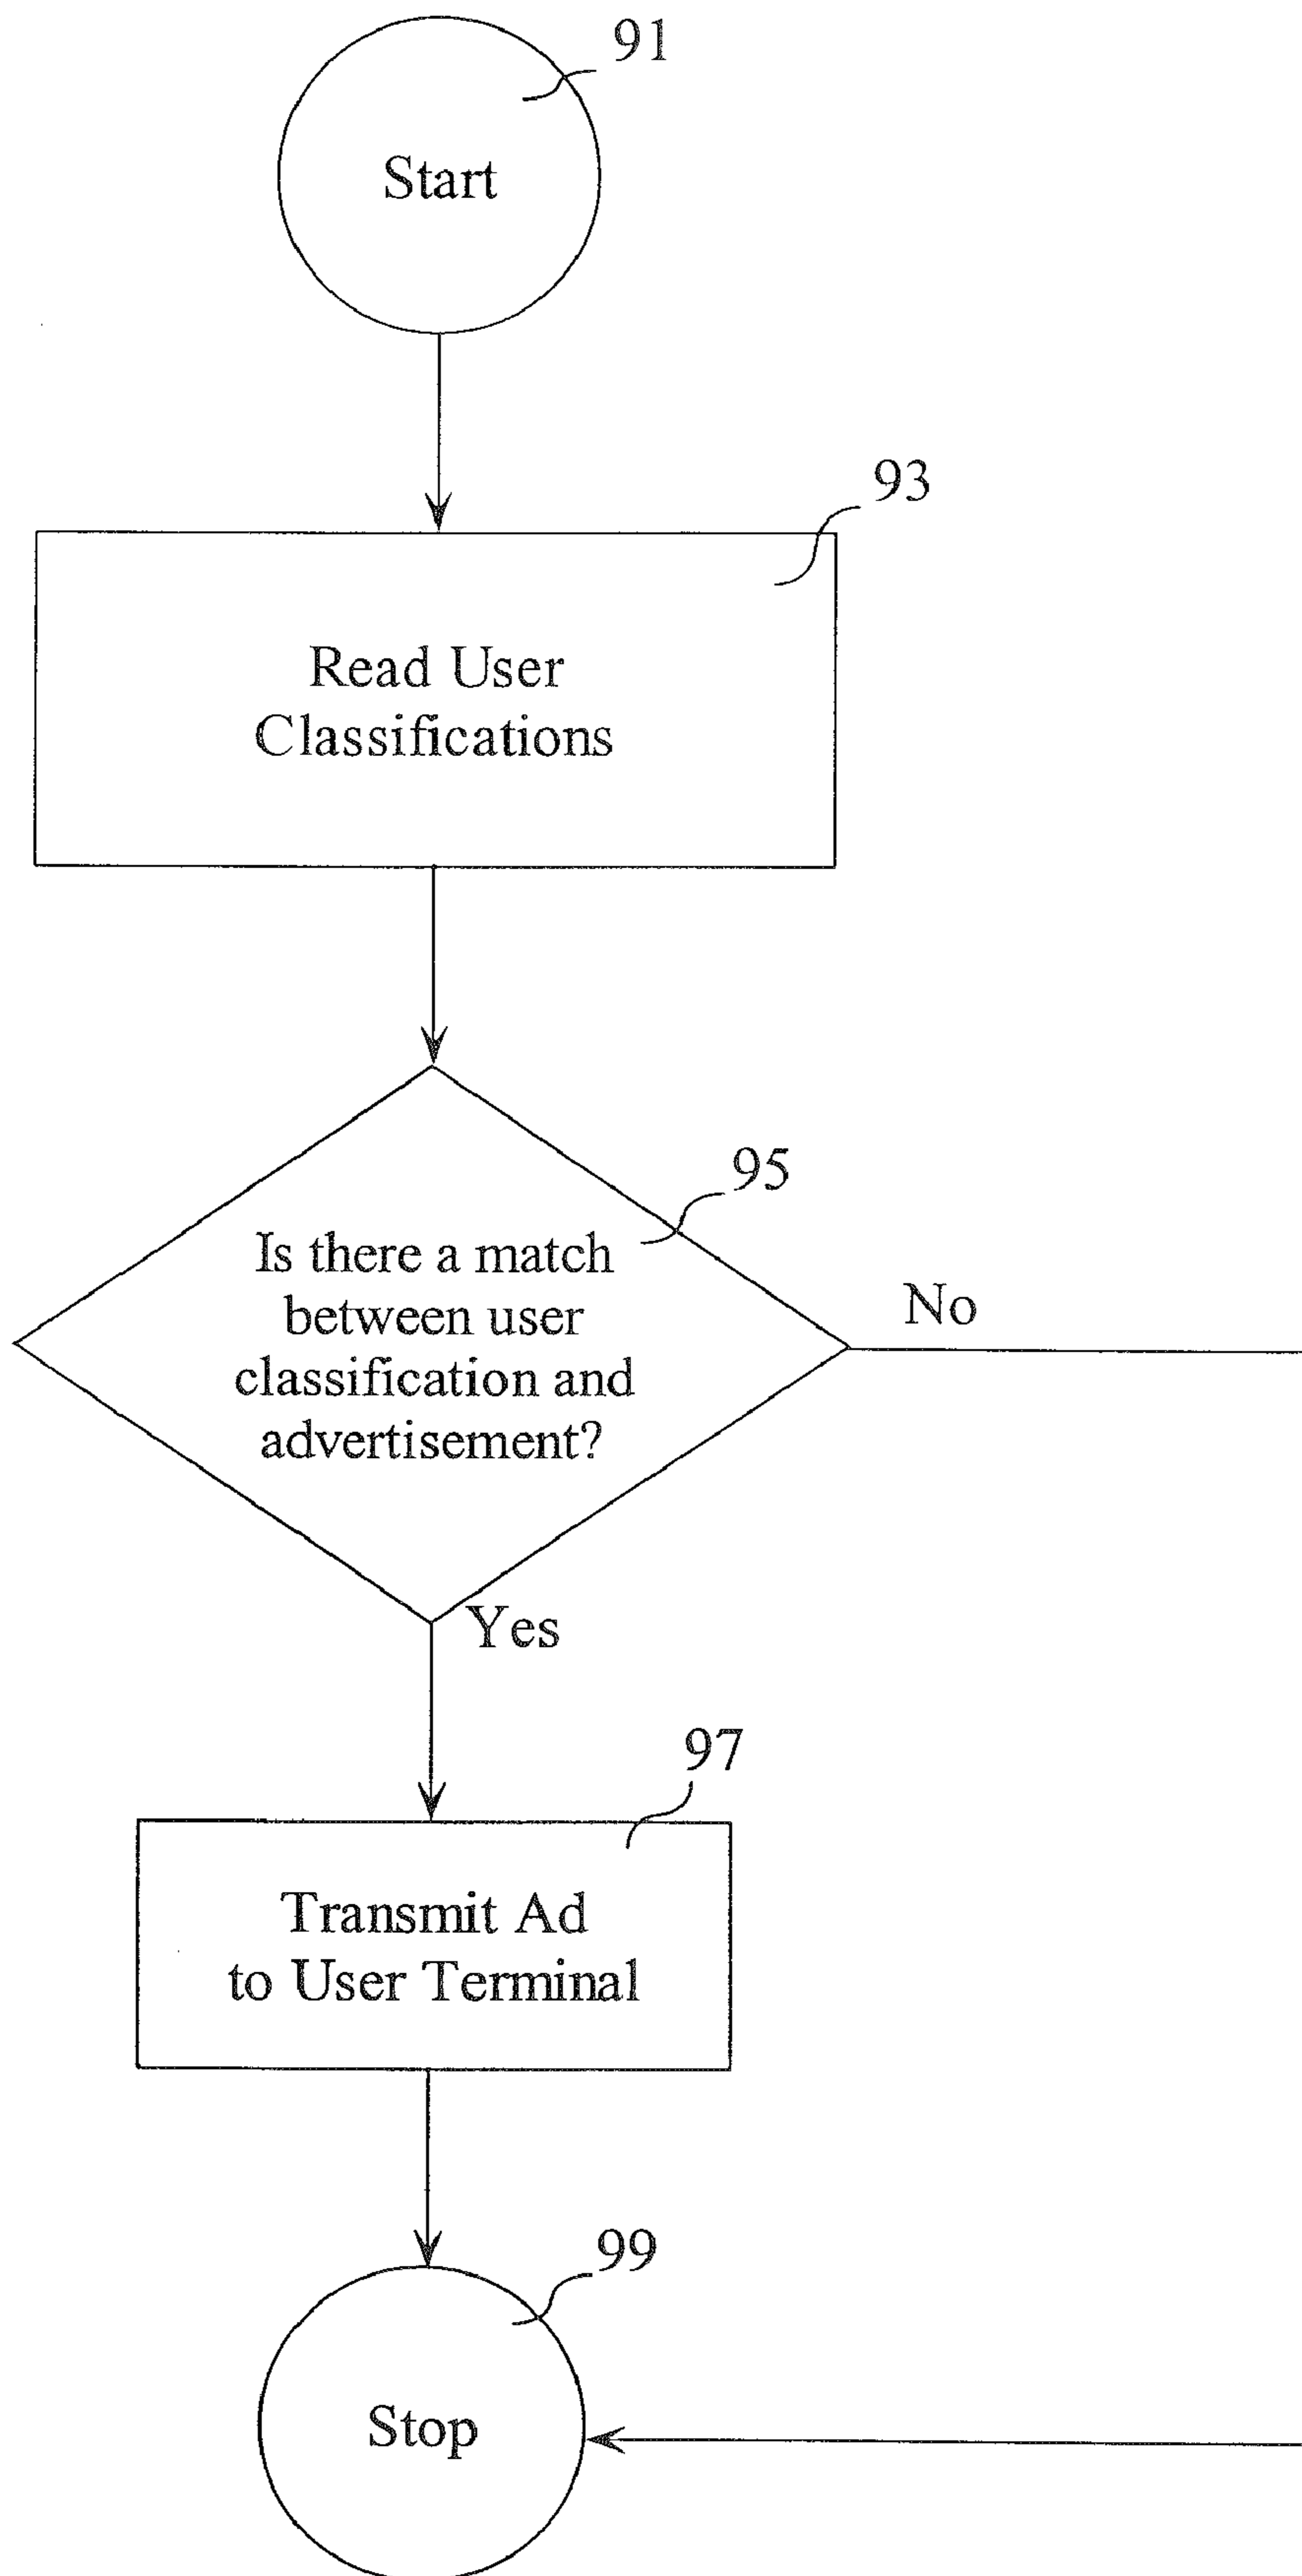 91
Start
93
Read User
Classifications
95
Is there a match
between user
classification and
advertisement?
No
Yes
97
Transmit Ad
to User Terminal
99
Stop